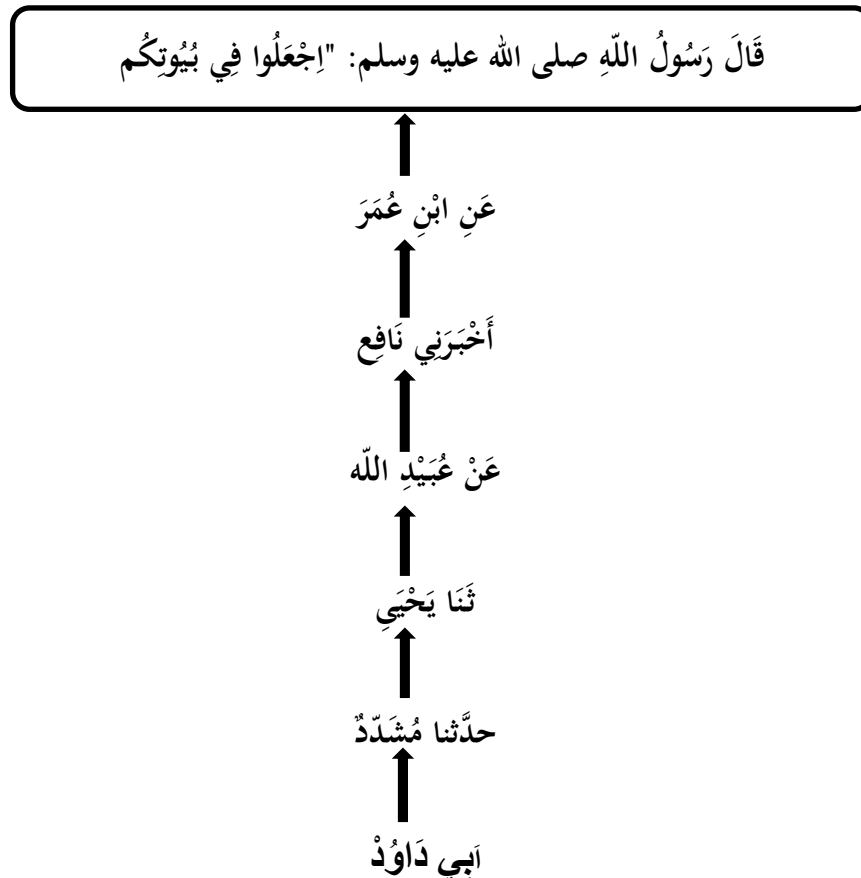 قَالَ رَسُولُ اللّهِ صلى الله عليه وسلم: "اِجْعَلُوا فِي بُيُوتِكُم
عَنِ ابْنِ عُمَرَ
أَخْبَرَنِي نَافِع
عَنْ عُبَيْدِ اللّه
ثَنَا يَحْيَيِ
حدَّثنا مُشَدّدٌ
اَبِي دَاوُدْ